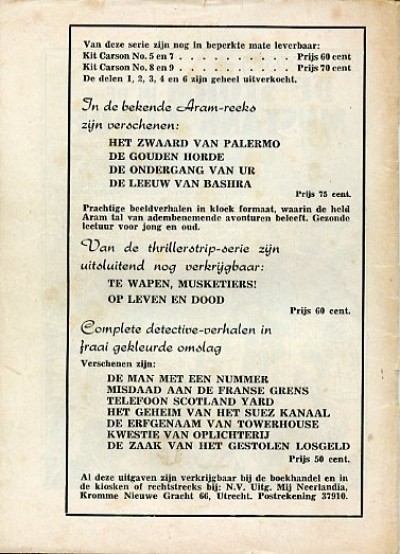 Van deze serie zijn nog in beperkte mate leverbaar:
Kit Carson No. 5 en 7 . . . . . . . . . . Prijs 60 cent
Kit Carson No. 8 en 9 . . . . . . . . . . Prijs 70 cent
De delen 1, 2, 3, 4 en 6 zijn geheel uitverkocht.
In de bekende Aram-reeks
zijn verschenen:
HET ZWAARD VAN PALERMO
DE GOUDEN HORDE
DE ONDERGANG VAN UR
DE LEEUW VAN BASHRA
Prijs 75 cent.
Prachtige beeldverhalen in kloek formaat, waarin de held
Aram tal van adembenemende avonturen beleeft. Gezonde
lectuur voor jong en oud.
Van de thrillerstrip-serie zijn
uitsluitend nog verkrijgbaar:
TE WAPEN, MUSKETIERS!
OP LEVEN EN DOOD
Prijs 60 cent.
Complete detective-verhalen in
fraai gekleurde omslag
Verschenen zijn:
DE MAN MET EEN NUMMER
MISDAAD AAN DE FRANSE GRENS
TELEFOON SCOTLAND YARD
HET GEHEIM VAN HET SUEZ KANAAL
DE ERFGENAAM VAN TOWERHOUSE
KWESTIE VAN OPLICHTERIJ
DE ZAAK VAN HET GESTOLEN LOSGELD
Prijs 50 cent.
Al deze uitgaven zijn verkrijgbaar bij de boekhandel en in
de kiosken of rechtstreeks bij: N.V. Uitg. Mij Neerlandia,
Kromme Nieuwe Gracht 66, Utrecht. Postrekening 37910.